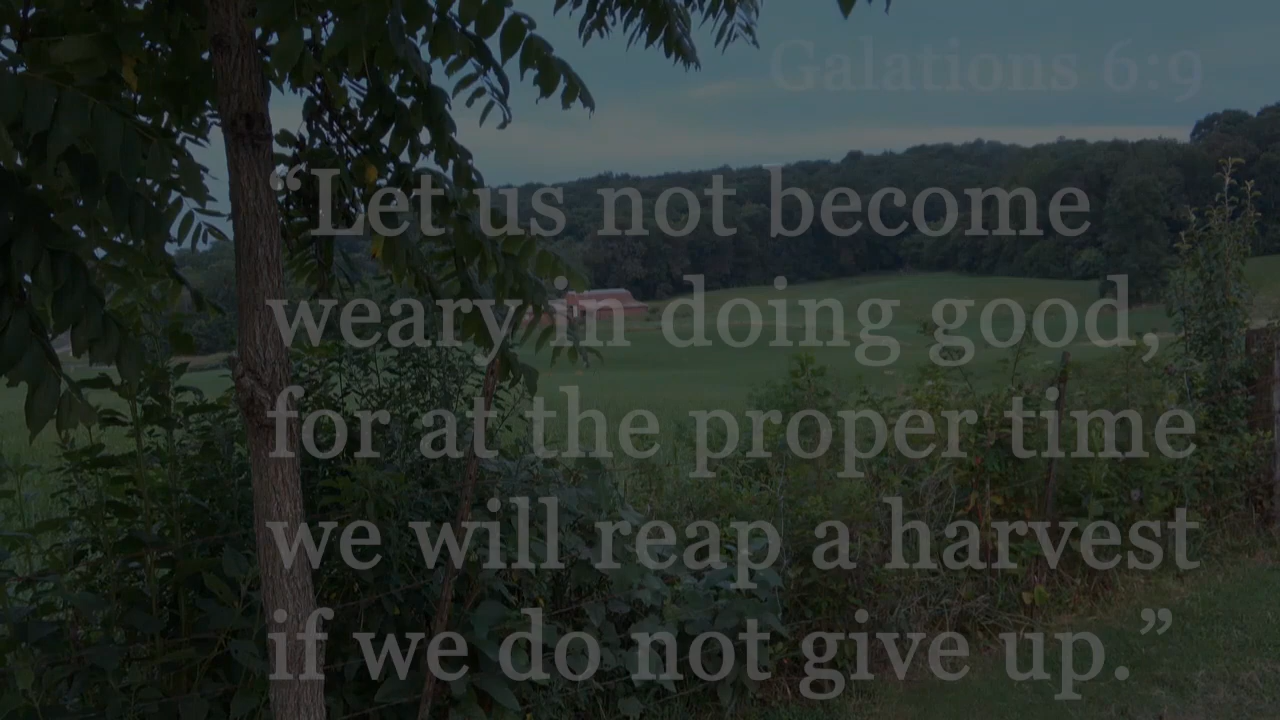 Galations 6:9
“Let us not become
weary in doing good,
for at the proper time
we will reap a harvest
if we do not give up.”